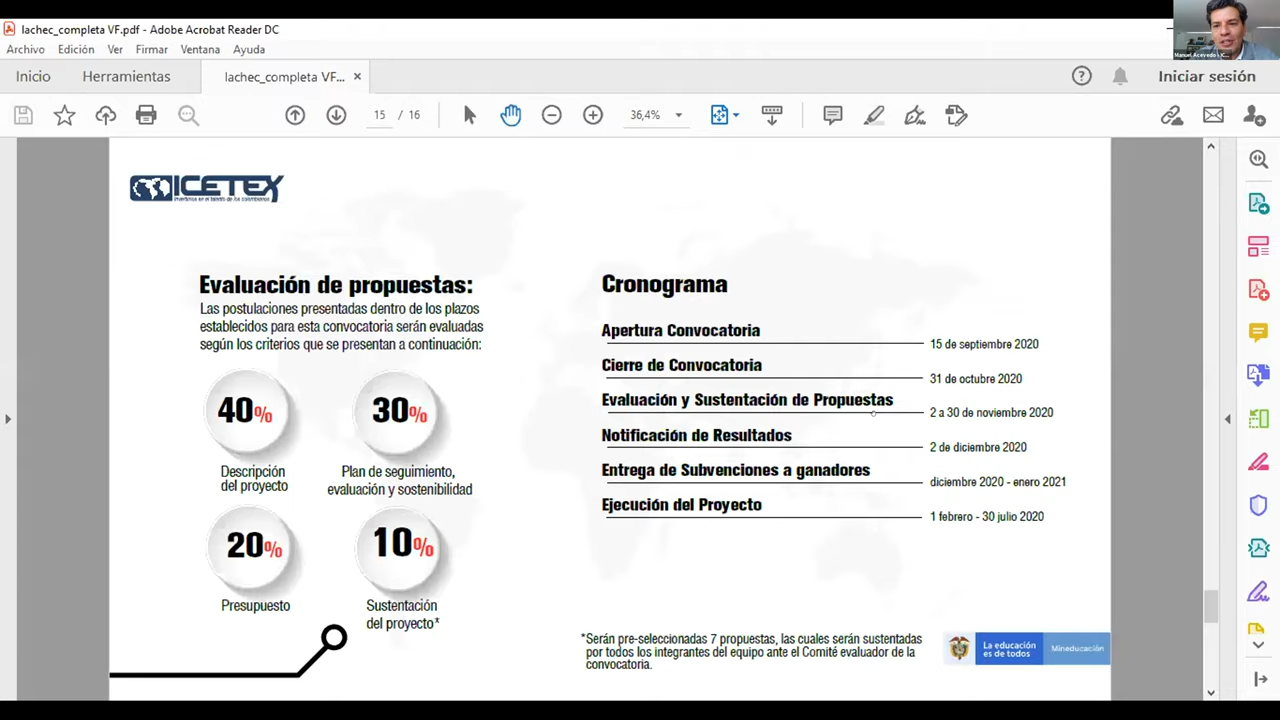 lachec_completa VF.pdf - Adobe Acrobat Reader DC
Archivo Edición Ver Firmar Ventana Ayuda
Inicio Herramientas lachec_completa VF... × Iniciar sesión
15 / 16 36,4%
ICETEX
Evaluación de propuestas:
Las postulaciones presentadas dentro de los plazos
establecidos para esta convocatoria serán evaluadas
según los criterios que se presentan a continuación:
40%
Descripción
del proyecto
30%
Plan de seguimiento,
evaluación y sostenibilidad
20%
Presupuesto
10%
Sustentación
del proyecto*
Cronograma
Apertura Convocatoria
15 de septiembre 2020
Cierre de Convocatoria
31 de octubre 2020
Evaluación y Sustentación de Propuestas
2 a 30 de noviembre 2020
Notificación de Resultados
2 de diciembre 2020
Entrega de Subvenciones a ganadores
diciembre 2020 - enero 2021
Ejecución del Proyecto
1 febrero - 30 julio 2020
*Serán pre-seleccionadas 7 propuestas, las cuales serán sustentadas
por todos los integrantes del equipo ante el Comité evaluador de la
convocatoria.
La educación
es de todos
Mineducación